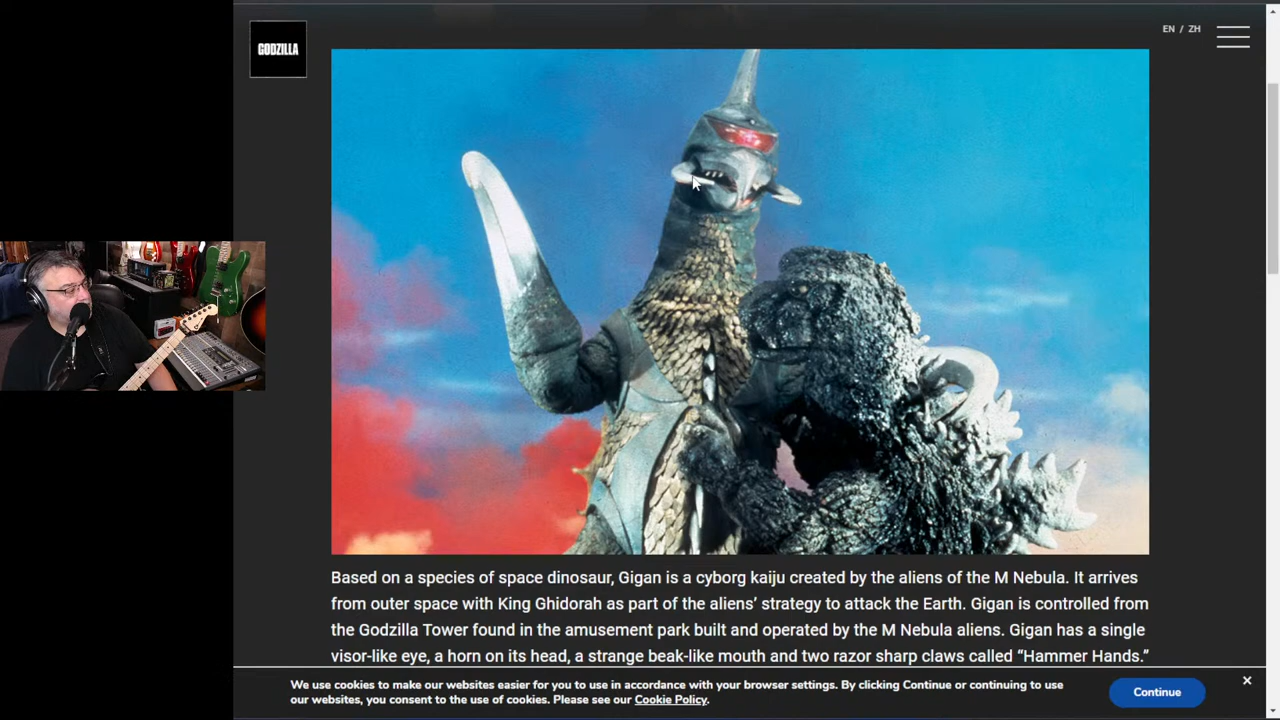 GODZILLA
EN / ZH
Based on a species of space dinosaur, Gigan is a cyborg kaiju created by the aliens of the M Nebula. It arrives
from outer space with King Ghidorah as part of the aliens’ strategy to attack the Earth. Gigan is controlled from
the Godzilla Tower found in the amusement park built and operated by the M Nebula aliens. Gigan has a single
visor-like eye, a horn on its head, a strange beak-like mouth and two razor sharp claws called “Hammer Hands.”
We use cookies to make our websites easier for you to use in accordance with your browser settings. By clicking Continue or continuing to use
our websites, you consent to the use of cookies. Please see our Cookie Policy.
Continue